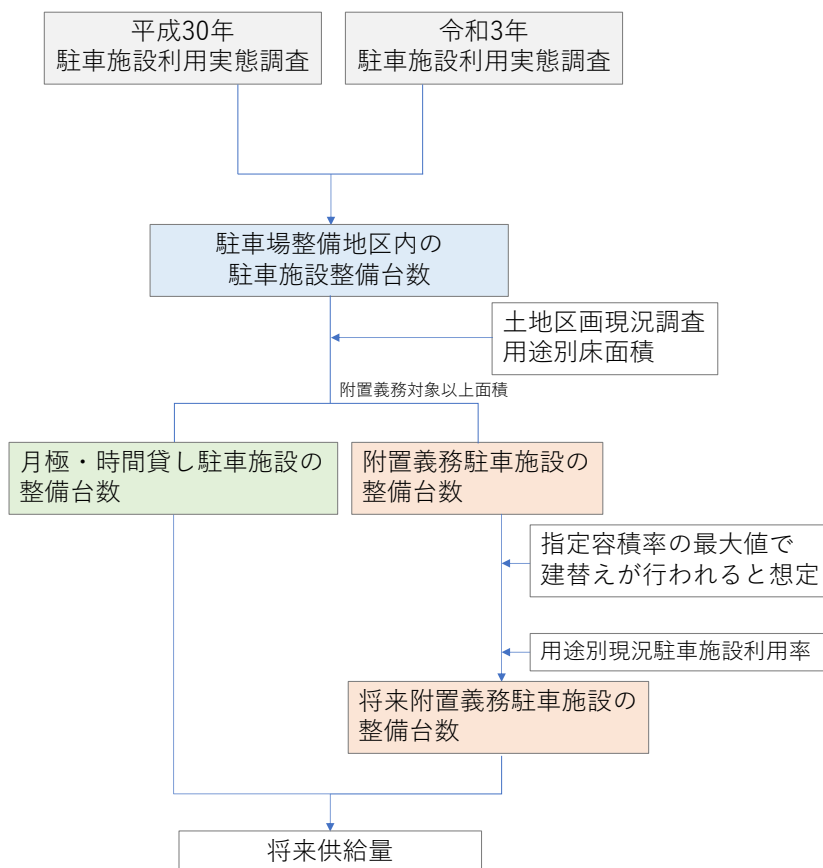 平成30年
駐車施設利用実態調査
令和3年
駐車施設利用実態調査
駐車場整備地区内の
駐車施設整備台数
土地区画現況調査
用途別床面積
附置義務対象以上面積
月極・時間貸し駐車施設の
整備台数
附置義務駐車施設の
整備台数
指定容積率の最大値で
建替えが行われると想定
用途別現況駐車施設利用率
将来附置義務駐車施設の
整備台数
将来供給量